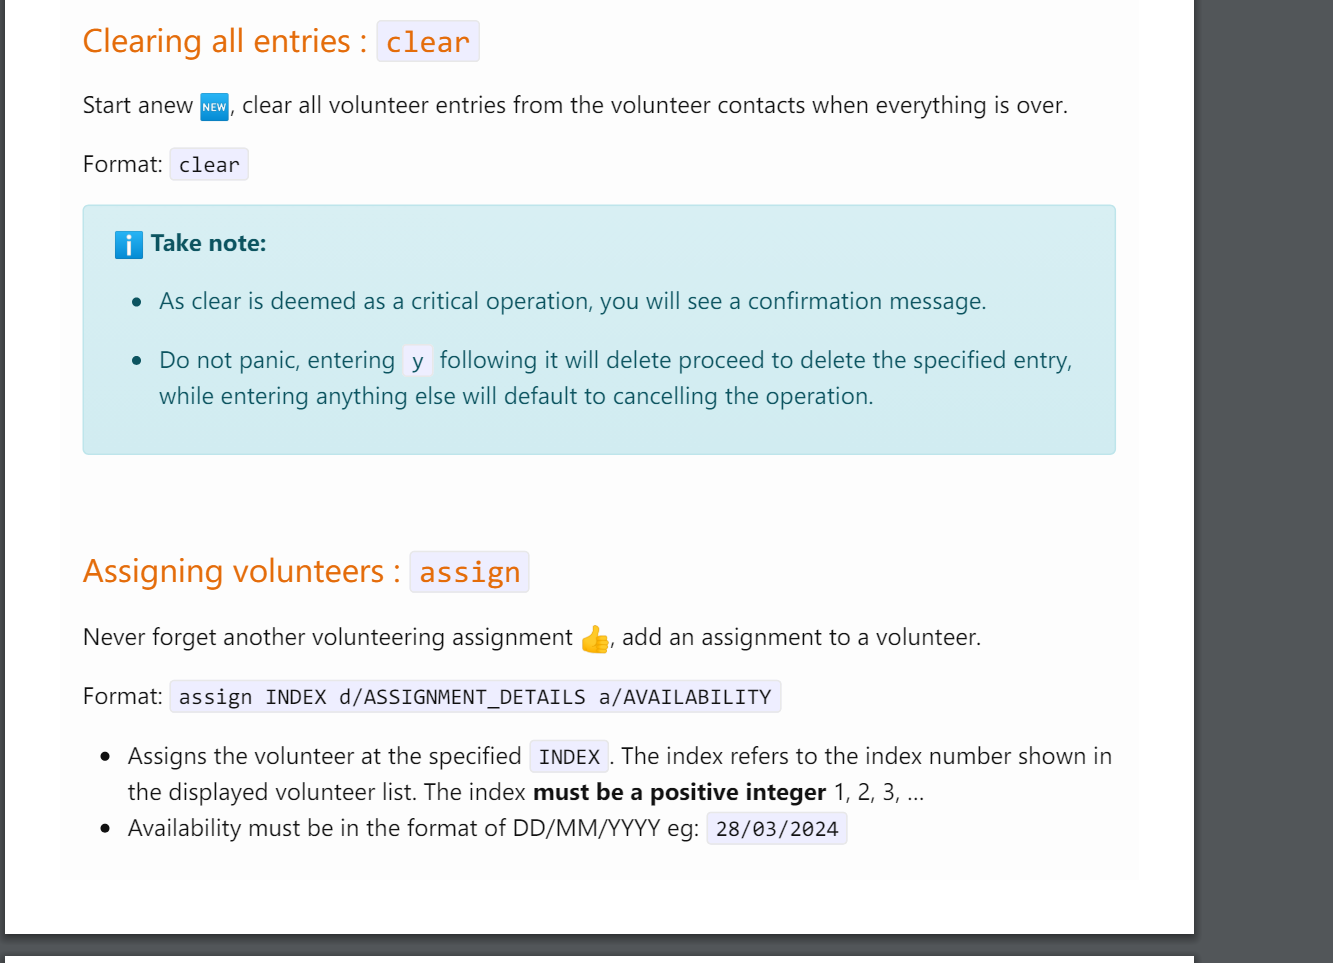 Clearing all entries : clear
Start anew NEW, clear all volunteer entries from the volunteer contacts when everything is over.
Format: clear
i Take note:
As clear is deemed as a critical operation, you will see a confirmation message.
Do not panic, entering y following it will delete proceed to delete the specified entry,
while entering anything else will default to cancelling the operation.
Assigning volunteers : assign
Never forget another volunteering assignment 👍, add an assignment to a volunteer.
Format: assign INDEX d/ASSIGNMENT_DETAILS a/AVAILABILITY
Assigns the volunteer at the specified INDEX. The index refers to the index number shown in
the displayed volunteer list. The index must be a positive integer 1, 2, 3, …
Availability must be in the format of DD/MM/YYYY eg: 28/03/2024